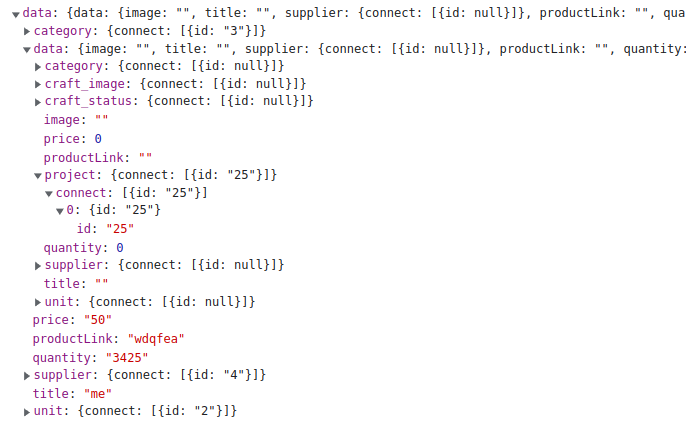 data: {data: {image: "", title: "", supplier: {connect: [{id: null}]}, productLink: "", qua
category: {connect: [{id: "3"}]}
data: {image: "", title: "", supplier: {connect: [{id: null}]}, productLink: "", quantity:
category: {connect: [{id: null}]}
craft_image: {connect: [{id: null}]}
craft_status: {connect: [{id: null}]}
image: ""
price: 0
productLink: ""
project: {connect: [{id: "25"}]}
connect: [{id: "25"}]
0: {id: "25"}
id: "25"
quantity: 0
supplier: {connect: [{id: null}]}
title: ""
unit: {connect: [{id: null}]}
price: "50"
productLink: "wdqfea"
quantity: "3425"
supplier: {connect: [{id: "4"}]}
title: "me"
unit: {connect: [{id: "2"}]}